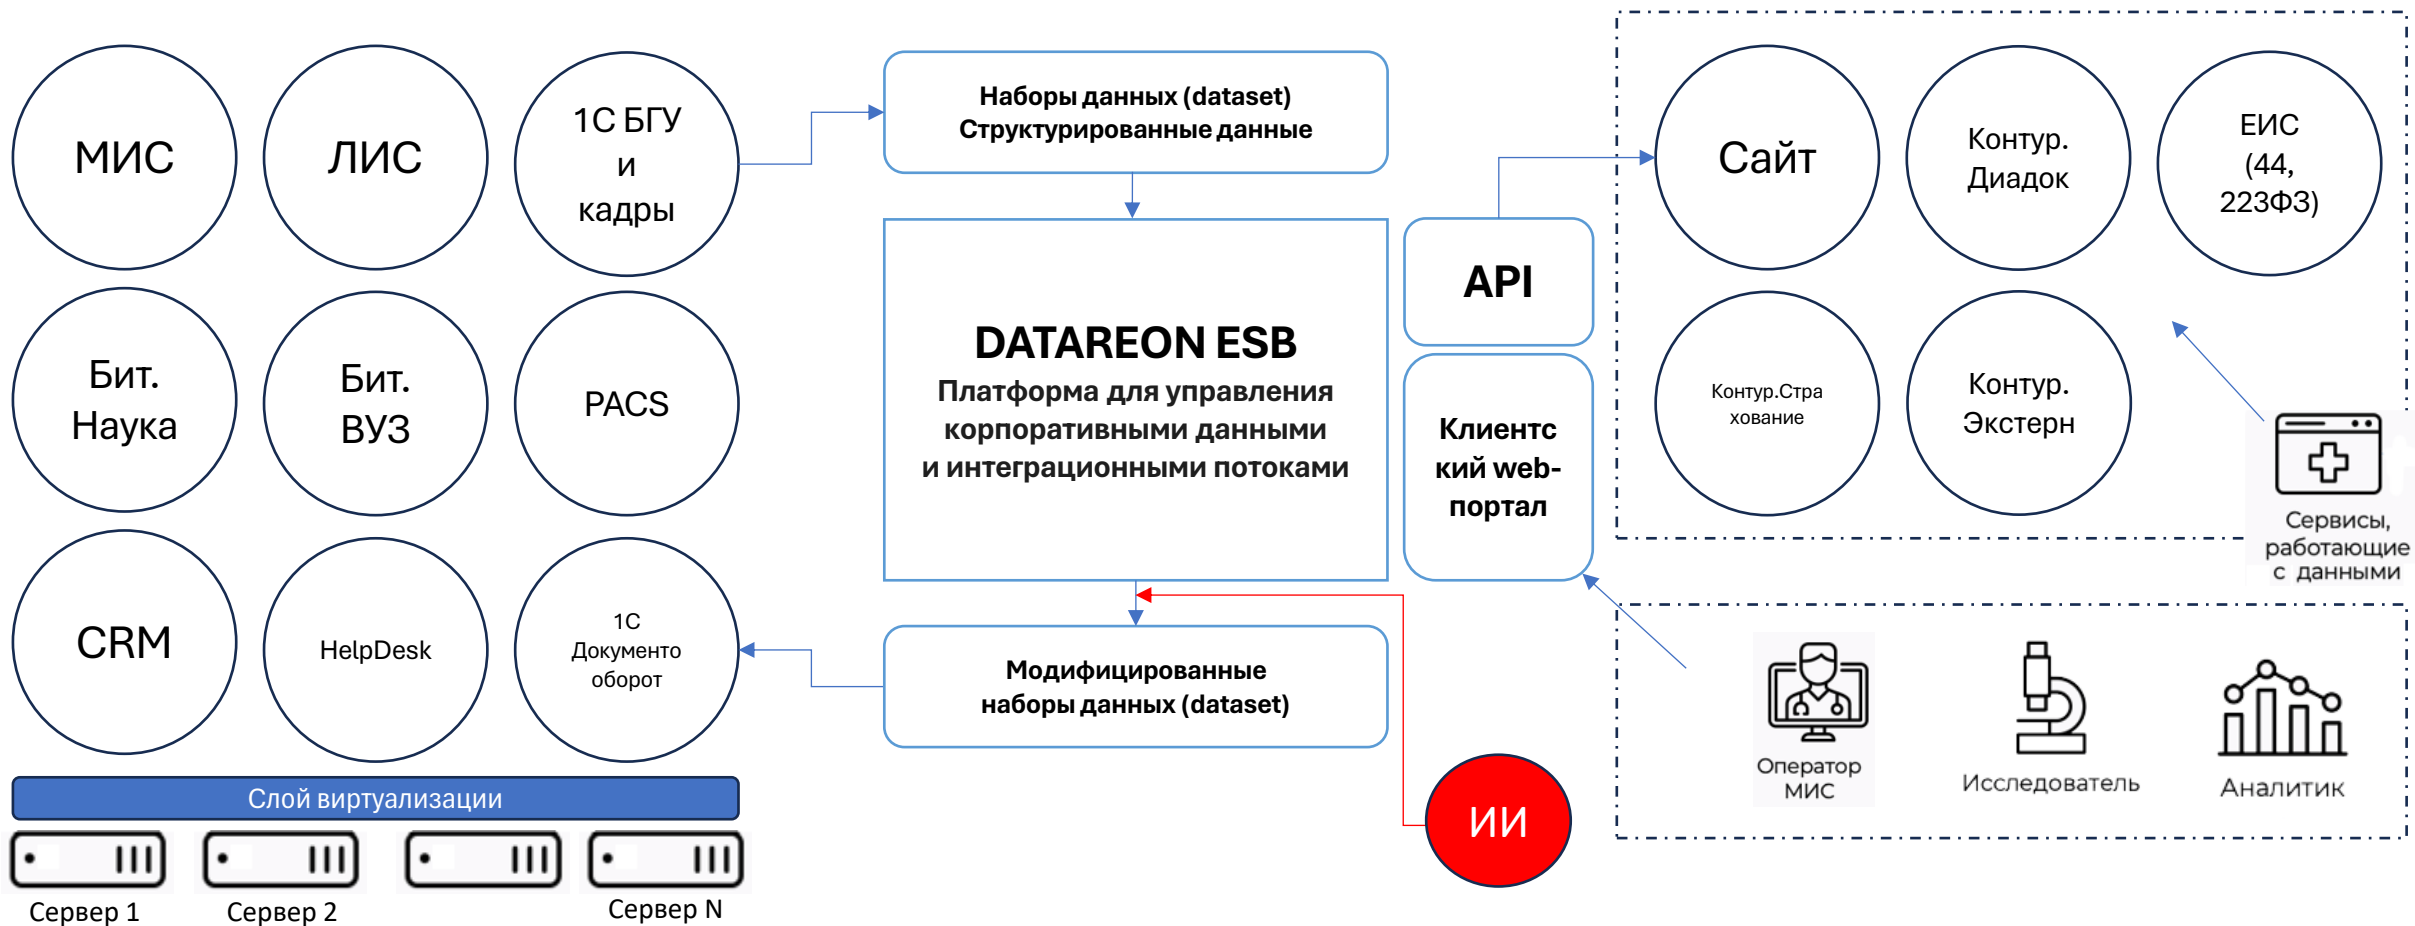 МИС
ЛИС
1С БГУ
и
кадры
Бит.
Наука
Бит.
ВУЗ
PACS
CRM
HelpDesk
1С
Документо
оборот
Слой виртуализации
Сервер 1
Сервер 2
Сервер N
Наборы данных (dataset)
Структурированные данные
DATAREON ESB
Платформа для управления
корпоративными данными
и интеграционными потоками
Модифицированные
наборы данных (dataset)
API
Клиентс
кий web-
портал
ИИ
Сайт
Контур.
Диадок
ЕИС
(44,
223ФЗ)
Контур.Стра
хование
Контур.
Экстерн
Сервисы,
работающие
с данными
Оператор
МИС
Исследователь
Аналитик